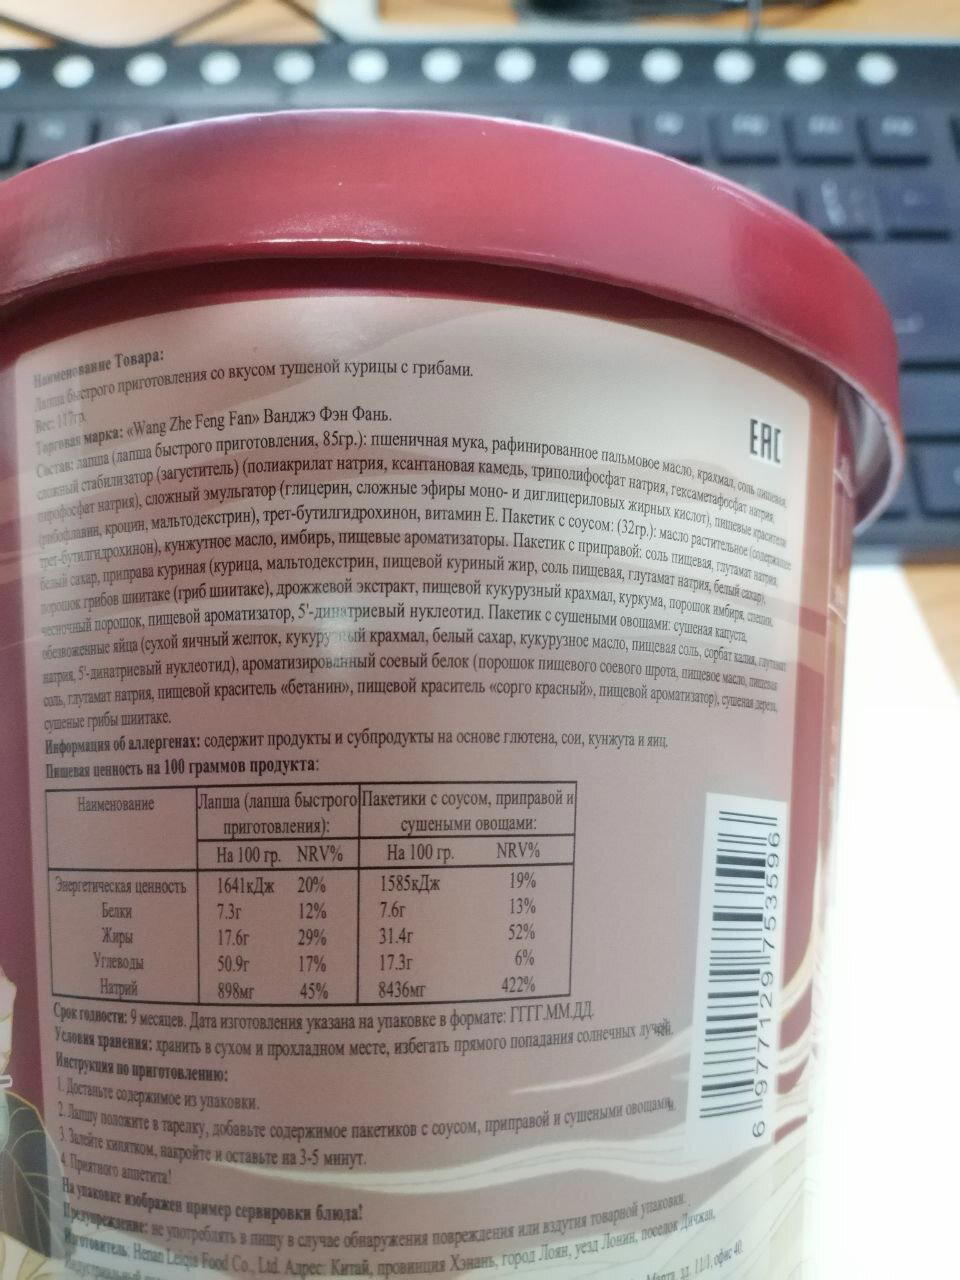 Наименование Товара:
Лапша быстрого приготовления со вкусом тушеной курицы с грибами.
Вес: 117гр.
Торговая марка: «Wang Zhe Feng Fan» Ванджэ Фэн Фань.
Состав: лапша (лапша быстрого приготовления, 85гр.): пшеничная мука, рафинированное пальмовое масло, крахмал, соль пищевая,
сложный стабилизатор (загуститель) (полиакрилат натрия, ксантановая камедь, триполифосфат натрия, гексаметафосфат натрия,
пирофосфат натрия), сложный эмульгатор (глицерин, сложные эфиры моно- и диглицериловых жирных кислот), пищевые красители
(рибофлавин, кроцин, мальтодекстрин), трет-бутилгидрохинон, витамин Е. Пакетик с соусом: (32гр.): масло растительное (содержащее
трет-бутилгидрохинон), кунжутное масло, имбирь, пищевые ароматизаторы. Пакетик с приправой: соль пищевая, глутамат натрия,
белый сахар, приправа куриная (курица, мальтодекстрин, пищевой куриный жир, соль пищевая, глутамат натрия, белый сахар),
порошок грибов шиитаке (гриб шиитаке), дрожжевой экстракт, пищевой кукурузный крахмал, куркума, порошок имбиря, специи,
чесночный порошок, пищевой ароматизатор, 5'-динатриевый нуклеотид. Пакетик с сушеными овощами: сушеная капуста,
обезвоженные яйца (сухой яичный желток, кукурузный крахмал, белый сахар, кукурузное масло, пищевая соль, сорбат калия, глутамат
натрия, 5'-динатриевый нуклеотид), ароматизированный соевый белок (порошок пищевого соевого шрота, пищевое масло, пищевая
соль, глутамат натрия, пищевой краситель «бетанин», пищевой краситель «сорго красный», пищевой ароматизатор), сушеная дереза,
сушеные грибы шиитаке.
Информация об аллергенах: содержит продукты и субпродукты на основе глютена, сои, кунжута и яиц.
Пищевая ценность на 100 граммов продукта:
Наименование Лапша (лапша быстрого Пакетики с соусом, приправой и
приготовления): сушеными овощами:
На 100 гр. NRV% На 100 гр. NRV%
Энергетическая ценность 1641кДж 20% 1585кДж 19%
Белки 7.3г 12% 7.6г 13%
Жиры 17.6г 29% 31.4г 52%
Углеводы 50.9г 17% 17.3г 6%
Натрий 898мг 45% 8436мг 422%
Срок годности: 9 месяцев. Дата изготовления указана на упаковке в формате: ГГГГ.ММ.ДД.
Условия хранения: хранить в сухом и прохладном месте, избегать прямого попадания солнечных лучей.
Инструкция по приготовлению:
1. Достаньте содержимое из упаковки.
2. Лапшу положите в тарелку, добавьте содержимое пакетиков с соусом, приправой и сушеными овощами.
3. Залейте кипятком, накройте и оставьте на 3-5 минут.
4. Приятного аппетита!
На упаковке изображен пример сервировки блюда!
Предупреждение: не употреблять в пищу в случае обнаружения повреждения или вздутия товарной упаковки.
Изготовитель: Henan Leiqia Food Co., Ltd. Адрес: Китай, провинция Хэнань, город Лоян, уезд Лонин, поселок Дичжан,
Марта, зд. 11/1, офис 40.
EAC
6 977129 753596